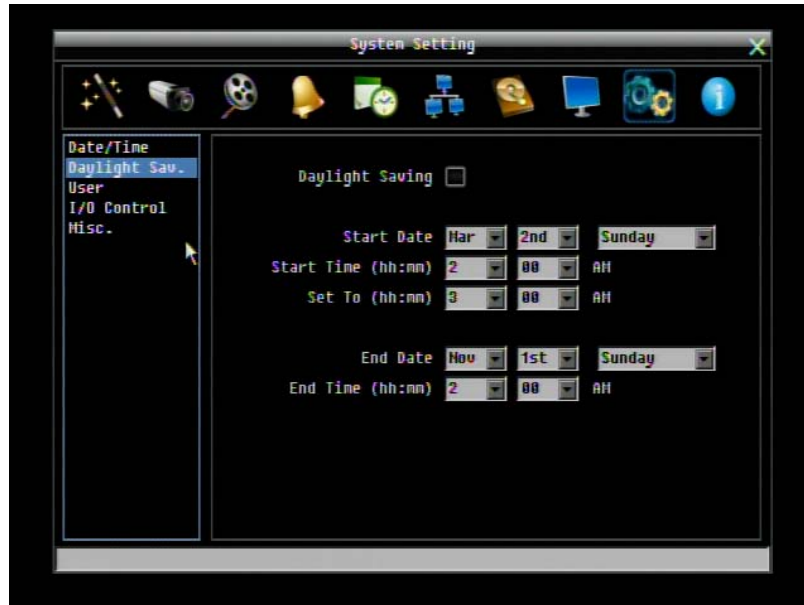 System Setting
Date/Time
Daylight Sav.
User
I/O Control
Misc.
Daylight Saving
Start Date Mar 2nd Sunday
Start Time (hh:mm) 2 00 AM
Set To (hh:mm) 3 00 AM
End Date Nov 1st Sunday
End Time (hh:mm) 2 00 AM